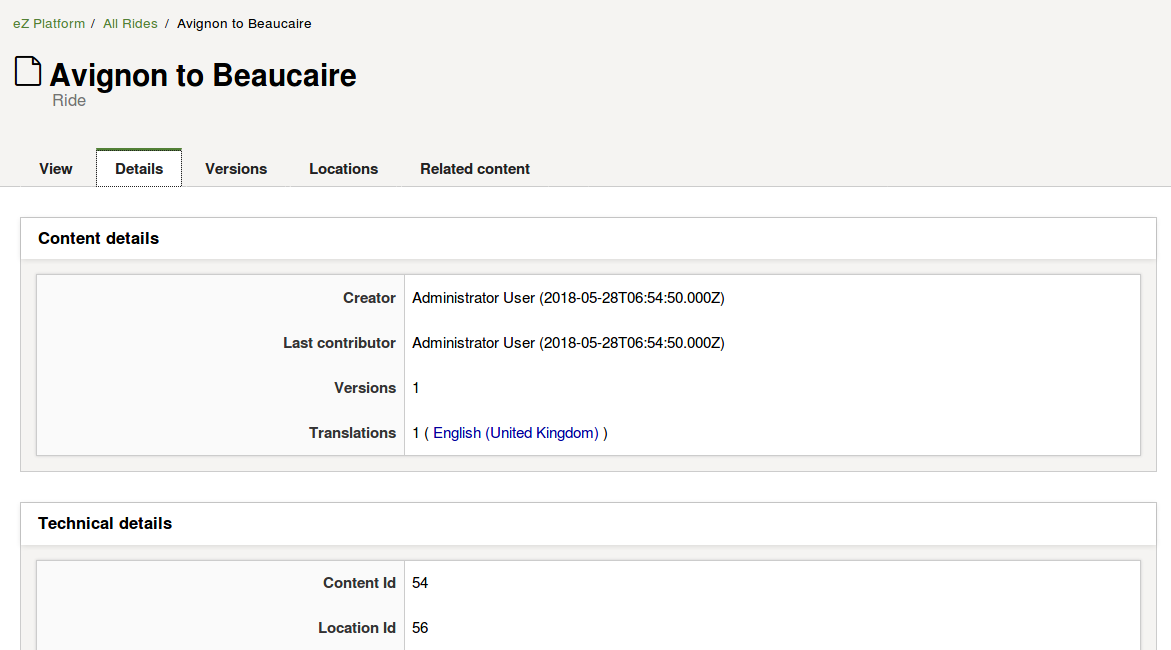 eZ Platform / All Rides / Avignon to Beaucaire
Avignon to Beaucaire
Ride
View Details Versions Locations Related content
Content details
Creator Administrator User (2018-05-28T06:54:50.000Z)
Last contributor Administrator User (2018-05-28T06:54:50.000Z)
Versions 1
Translations 1 ( English (United Kingdom) )
Technical details
Content Id 54
Location Id 56